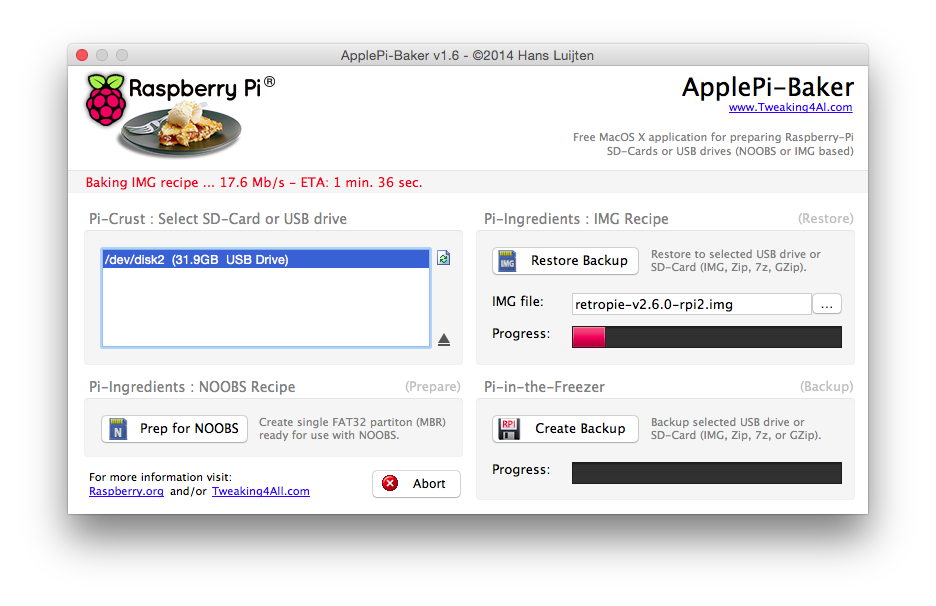 ApplePi-Baker v1.6 - ©2014 Hans Luijten
Raspberry Pi®
ApplePi-Baker
www.Tweaking4Al.com
Free MacOS X application for preparing Raspberry-Pi
SD-Cards or USB drives (NOOBS or IMG based)
Baking IMG recipe ... 17.6 Mb/s - ETA: 1 min. 36 sec.
Pi-Crust : Select SD-Card or USB drive
/dev/disk2 (31.9GB USB Drive)
Pi-Ingredients : IMG Recipe (Restore)
IMG
Restore Backup
Restore to selected USB drive or
SD-Card (IMG, Zip, 7z, GZip).
IMG file:
retropie-v2.6.0-rpi2.img
...
Progress:
Pi-Ingredients : NOOBS Recipe (Prepare)
N
Prep for NOOBS
Create single FAT32 partiton (MBR)
ready for use with NOOBS.
Pi-in-the-Freezer (Backup)
RPI
Create Backup
Backup selected USB drive or
SD-Card (IMG, Zip, 7z, or GZip).
Progress:
For more information visit:
Raspberry.org and/or Tweaking4All.com
Abort